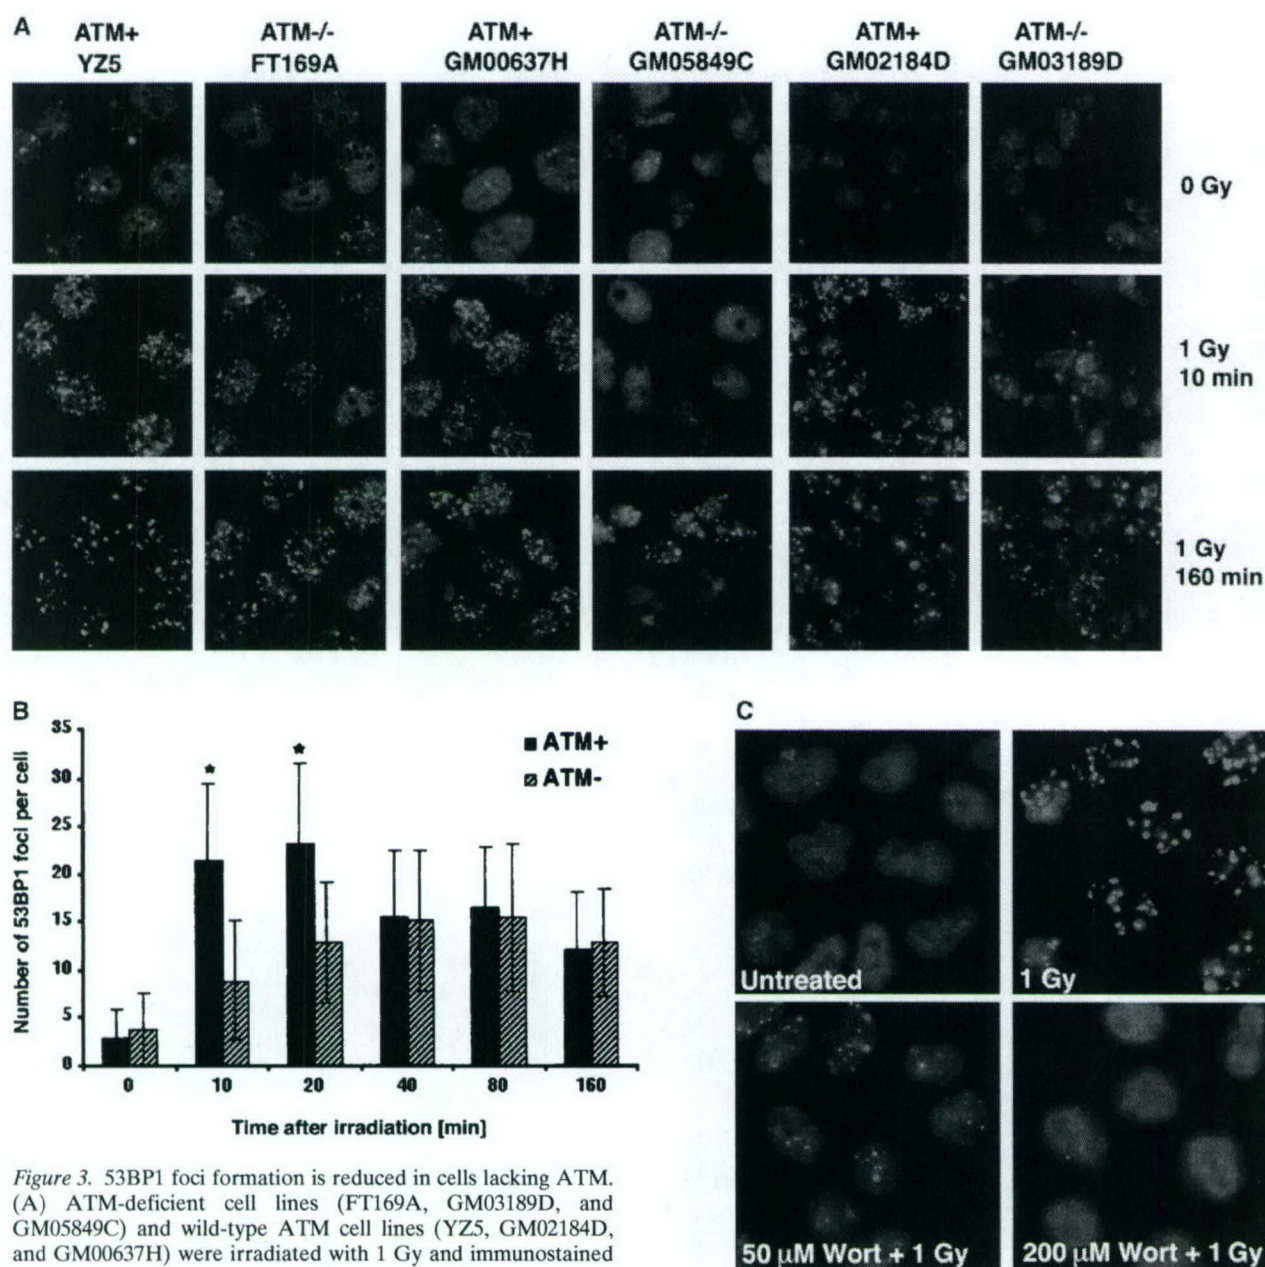 A
ATM+ ATM-/- ATM+ ATM-/- ATM+ ATM-/-
YZ5 FT169A GM00637H GM05849C GM02184D GM03189D
0 Gy
1 Gy
10 min
1 Gy
160 min
B
35
30
25
20
15
10
5
0
Number of 53BP1 foci per cell
* *
ATM+
ATM-
0 10 20 40 80 160
Time after irradiation [min]
C
Untreated
1 Gy
50 µM Wort + 1 Gy
200 µM Wort + 1 Gy
Figure 3. 53BP1 foci formation is reduced in cells lacking ATM.
(A) ATM-deficient cell lines (FT169A, GM03189D, and
GM05849C) and wild-type ATM cell lines (YZ5, GM02184D,
and GM00637H) were irradiated with 1 Gy and immunostained